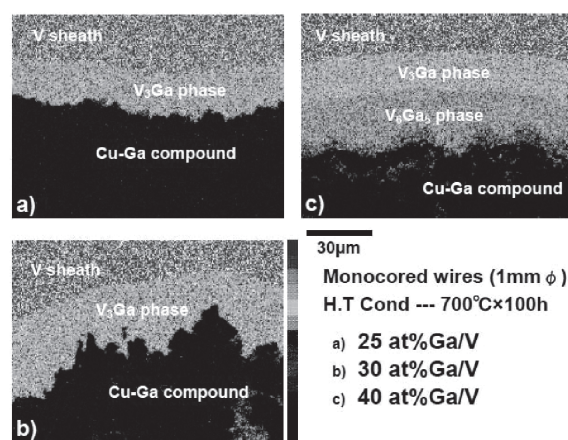 V sheath
V₃Ga phase
Cu-Ga compound
a)
V sheath
V₃Ga phase
V₆Ga₅ phase
Cu-Ga compound
c)
V sheath
V₃Ga phase
Cu-Ga compound
b)
30μm
Monocored wires (1mm ϕ)
H.T Cond --- 700℃×100h
a) 25 at%Ga/V
b) 30 at%Ga/V
c) 40 at%Ga/V